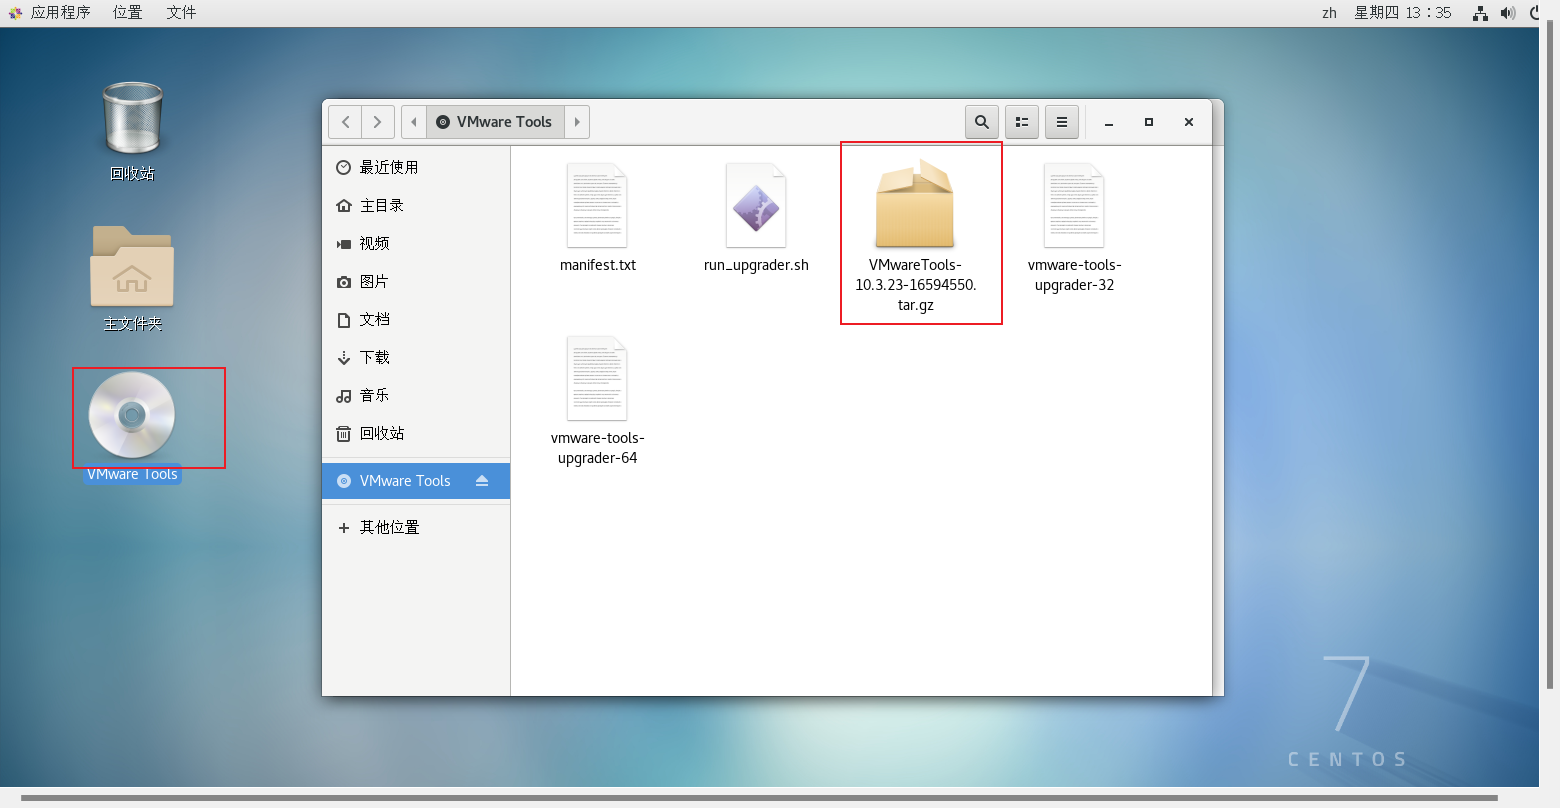 应用程序 位置 文件 zh 星期四 13：35
回收站
主文件夹
VMware Tools
VMware Tools
最近使用
主目录
视频
图片
文档
下载
音乐
回收站
VMware Tools
其他位置
manifest.txt
run_upgrader.sh
VMwareTools-
10.3.23-16594550.
tar.gz
vmware-tools-
upgrader-32
vmware-tools-
upgrader-64
7
CENTOS